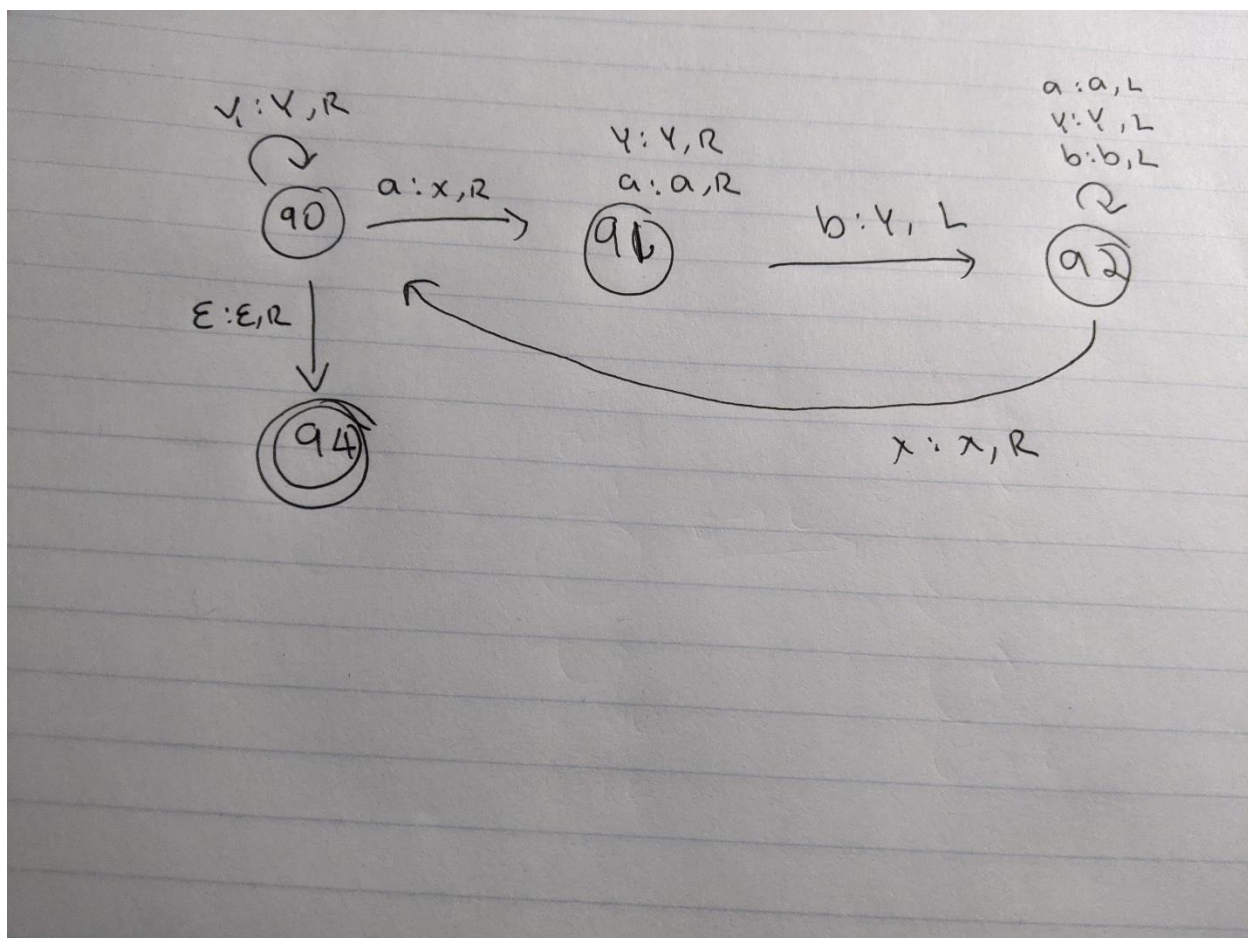 Y:Y,R
q0
a:x,R
Y:Y,R
a:a,R
q1
b:Y, L
a:a,L
Y:Y,L
b:b,L
q2
ε:ε,R
q4
x:x,R